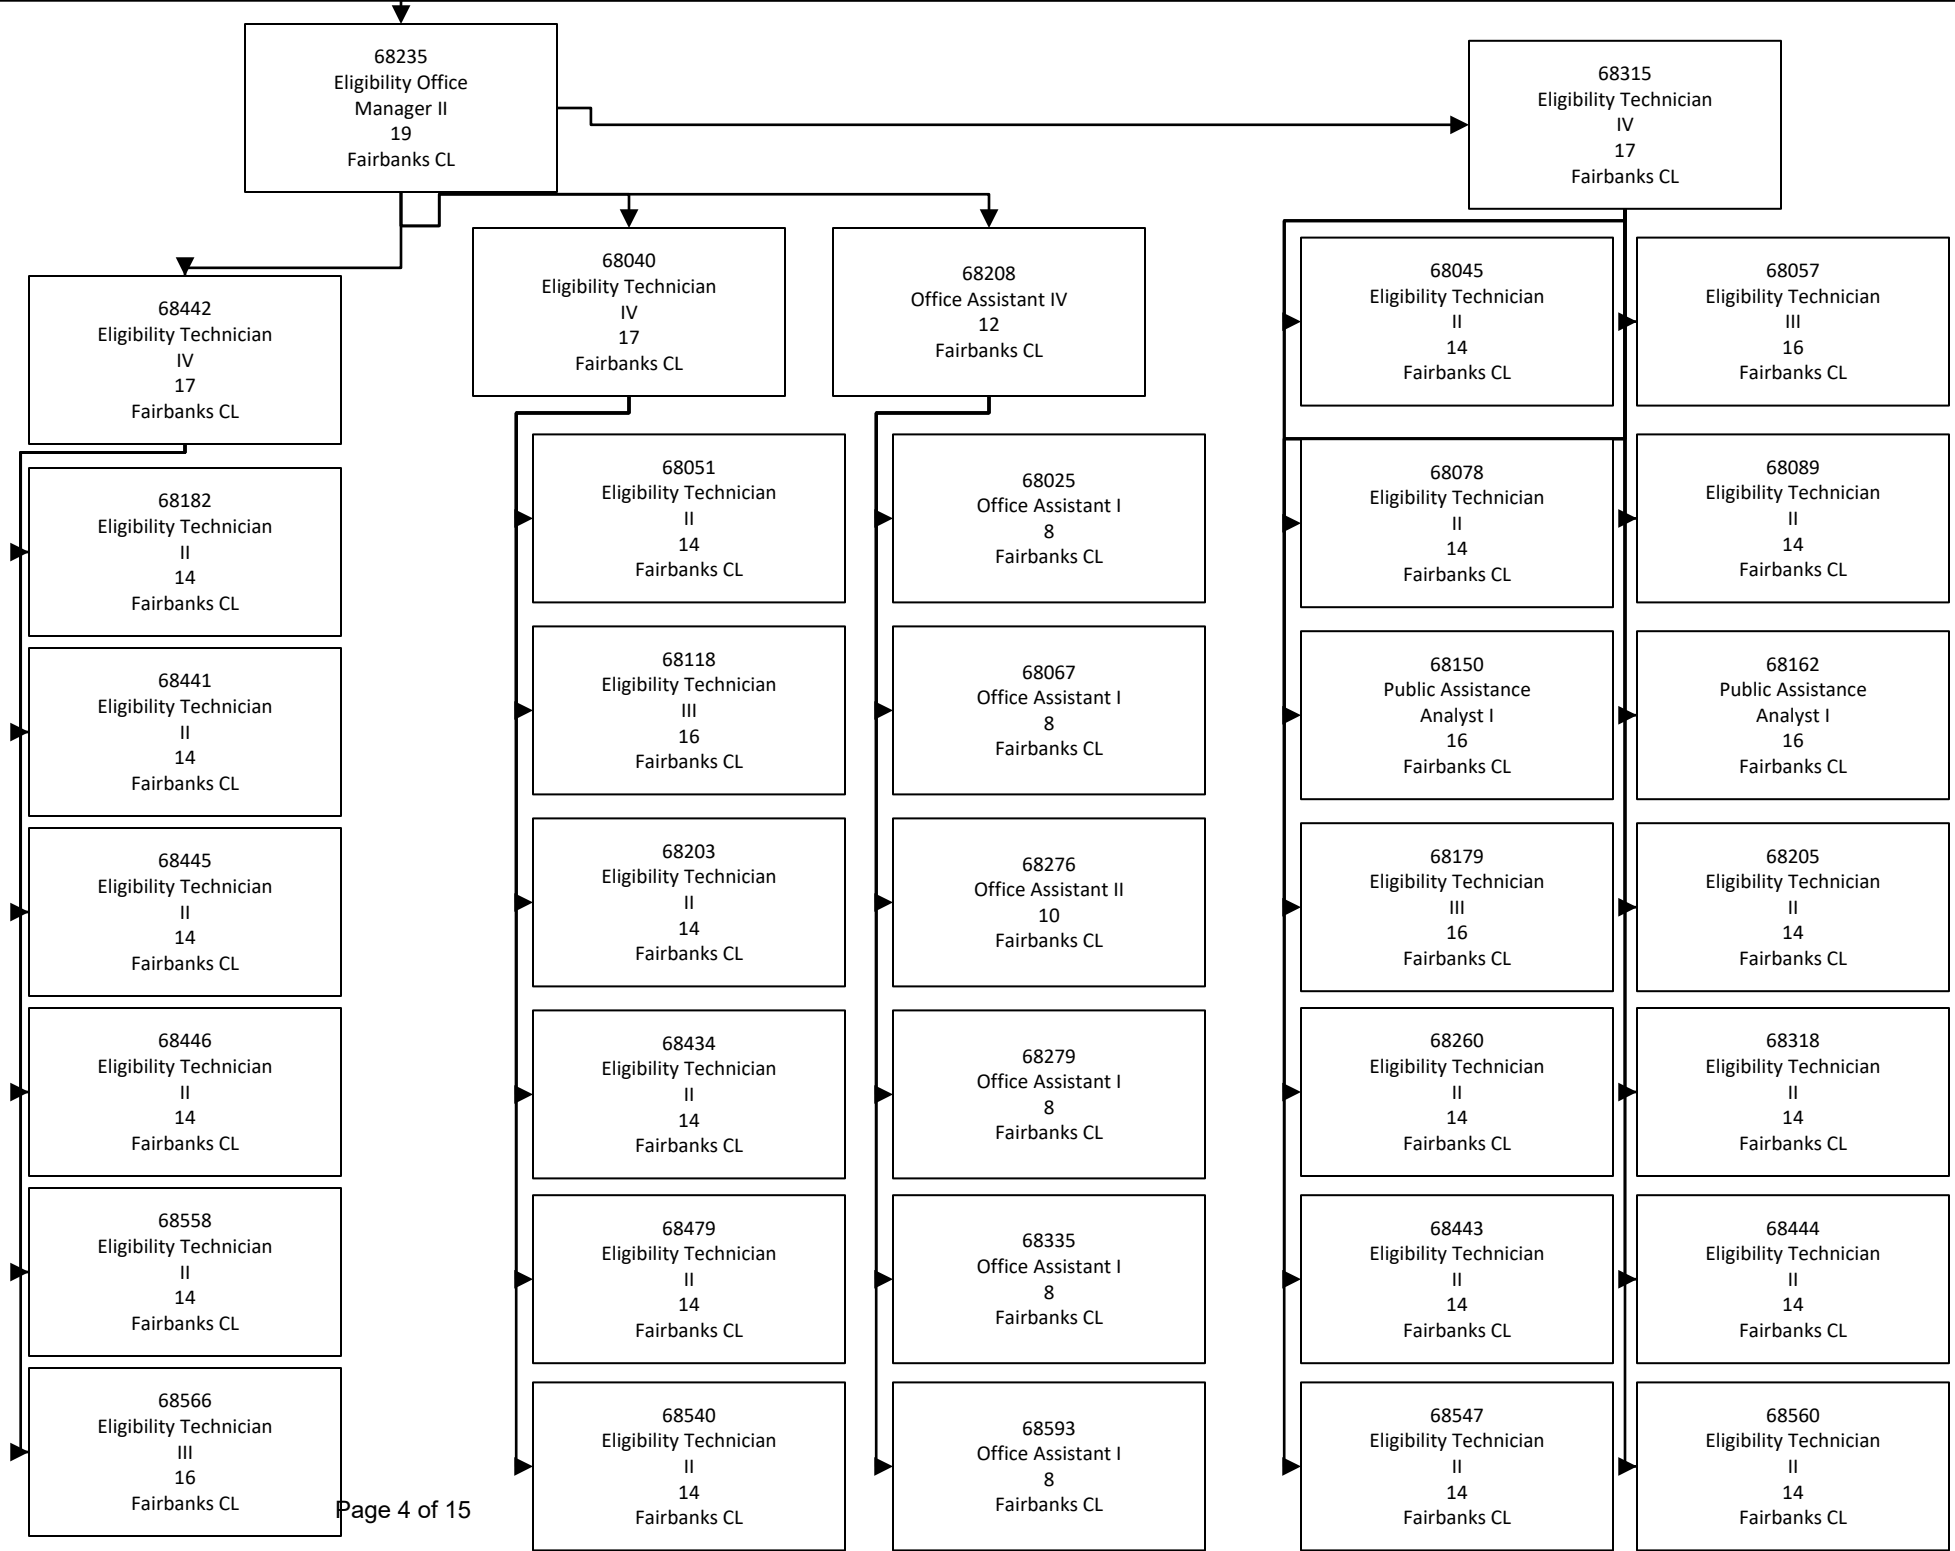 68235
Eligibility Office
Manager II
19
Fairbanks CL
68315
Eligibility Technician
IV
17
Fairbanks CL
68442
Eligibility Technician
IV
17
Fairbanks CL
68040
Eligibility Technician
IV
17
Fairbanks CL
68208
Office Assistant IV
12
Fairbanks CL
68182
Eligibility Technician
II
14
Fairbanks CL
68441
Eligibility Technician
II
14
Fairbanks CL
68445
Eligibility Technician
II
14
Fairbanks CL
68446
Eligibility Technician
II
14
Fairbanks CL
68558
Eligibility Technician
II
14
Fairbanks CL
68566
Eligibility Technician
III
16
Fairbanks CL
68051
Eligibility Technician
II
14
Fairbanks CL
68118
Eligibility Technician
III
16
Fairbanks CL
68203
Eligibility Technician
II
14
Fairbanks CL
68434
Eligibility Technician
II
14
Fairbanks CL
68479
Eligibility Technician
II
14
Fairbanks CL
68540
Eligibility Technician
II
14
Fairbanks CL
68025
Office Assistant I
8
Fairbanks CL
68067
Office Assistant I
8
Fairbanks CL
68276
Office Assistant II
10
Fairbanks CL
68279
Office Assistant I
8
Fairbanks CL
68335
Office Assistant I
8
Fairbanks CL
68593
Office Assistant I
8
Fairbanks CL
68045
Eligibility Technician
II
14
Fairbanks CL
68057
Eligibility Technician
III
16
Fairbanks CL
68078
Eligibility Technician
II
14
Fairbanks CL
68089
Eligibility Technician
II
14
Fairbanks CL
68150
Public Assistance
Analyst I
16
Fairbanks CL
68162
Public Assistance
Analyst I
16
Fairbanks CL
68179
Eligibility Technician
III
16
Fairbanks CL
68205
Eligibility Technician
II
14
Fairbanks CL
68260
Eligibility Technician
II
14
Fairbanks CL
68318
Eligibility Technician
II
14
Fairbanks CL
68443
Eligibility Technician
II
14
Fairbanks CL
68444
Eligibility Technician
II
14
Fairbanks CL
68547
Eligibility Technician
II
14
Fairbanks CL
68560
Eligibility Technician
II
14
Fairbanks CL
Page 4 of 15